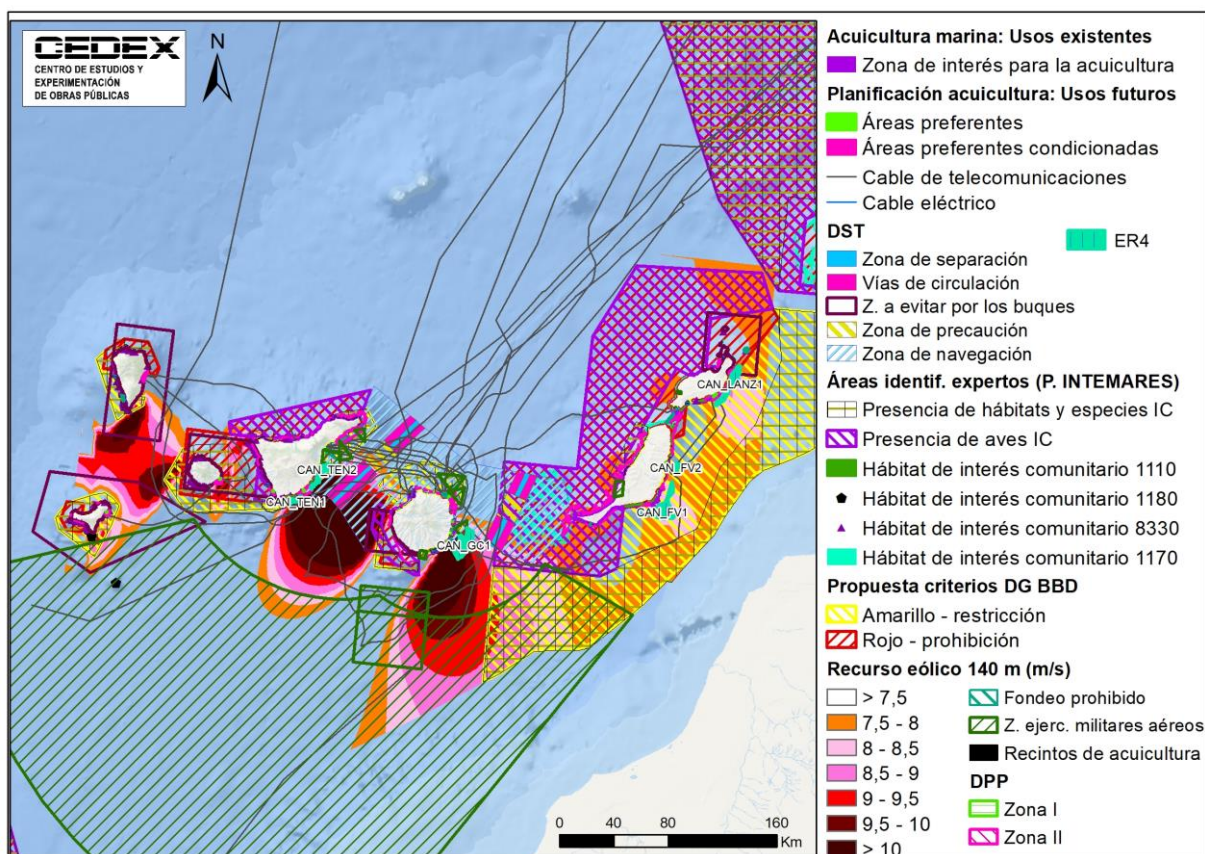 CEDEX
CENTRO DE ESTUDIOS Y
EXPERIMENTACIÓN
DE OBRAS PÚBLICAS
N
CAN_LANZ1
CAN_TEN2
CAN_FV2
CAN_TEN1
CAN_FV1
CAN_GC1
0 40 80 160
Km
Acuicultura marina: Usos existentes
Zona de interés para la acuicultura
Planificación acuicultura: Usos futuros
Áreas preferentes
Áreas preferentes condicionadas
Cable de telecomunicaciones
Cable eléctrico
DST
ER4
Zona de separación
Vías de circulación
Z. a evitar por los buques
Zona de precaución
Zona de navegación
Áreas identif. expertos (P. INTEMARES)
Presencia de hábitats y especies IC
Presencia de aves IC
Hábitat de interés comunitario 1110
Hábitat de interés comunitario 1180
Hábitat de interés comunitario 8330
Hábitat de interés comunitario 1170
Propuesta criterios DG BBD
Amarillo - restricción
Rojo - prohibición
Recurso eólico 140 m (m/s)
> 7,5
7,5 - 8
8 - 8,5
8,5 - 9
9 - 9,5
9,5 - 10
> 10
Fondeo prohibido
Z. ejerc. militares aéreos
Recintos de acuicultura
DPP
Zona I
Zona II